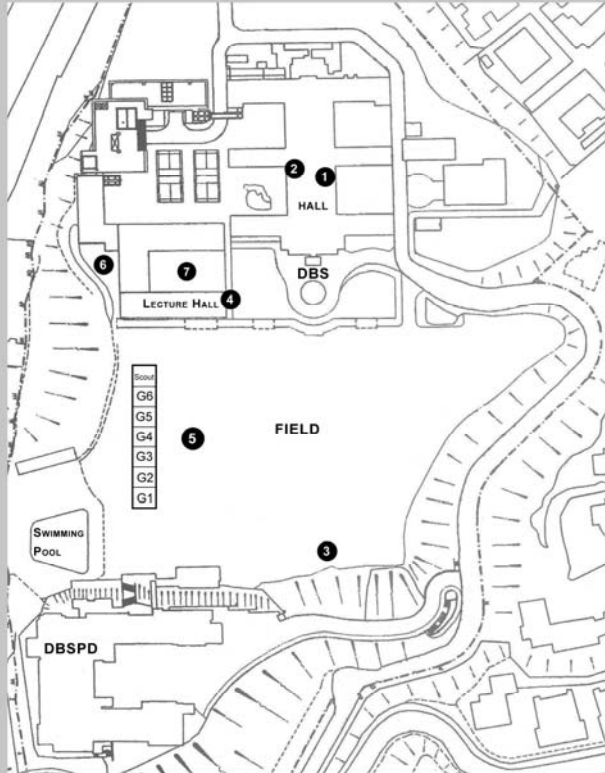 2
1
HALL
6
7
DBS
LECTURE HALL
4
Scout
G6
G5
G4
G3
G2
G1
5
FIELD
SWIMMING
POOL
3
DBSPD